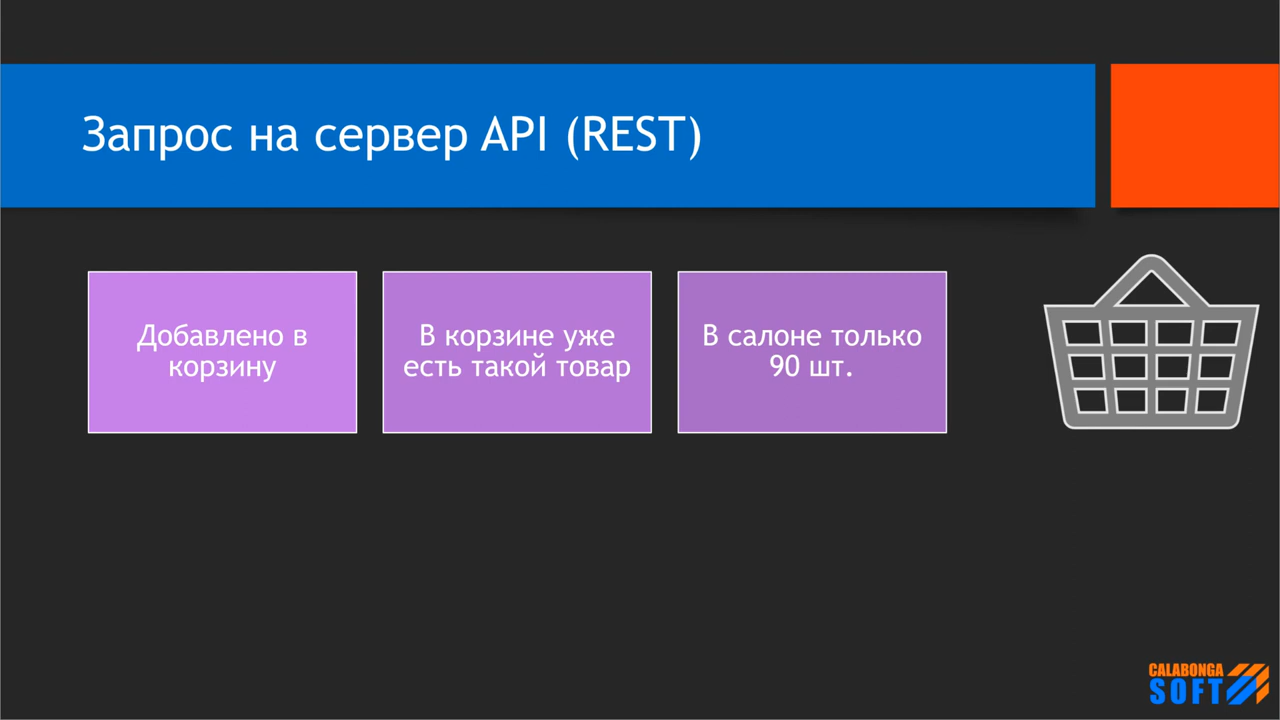 Запрос на сервер API (REST)
Добавлено в
корзину
В корзине уже
есть такой товар
В салоне только
90 шт.
CALABONGA
SOFT